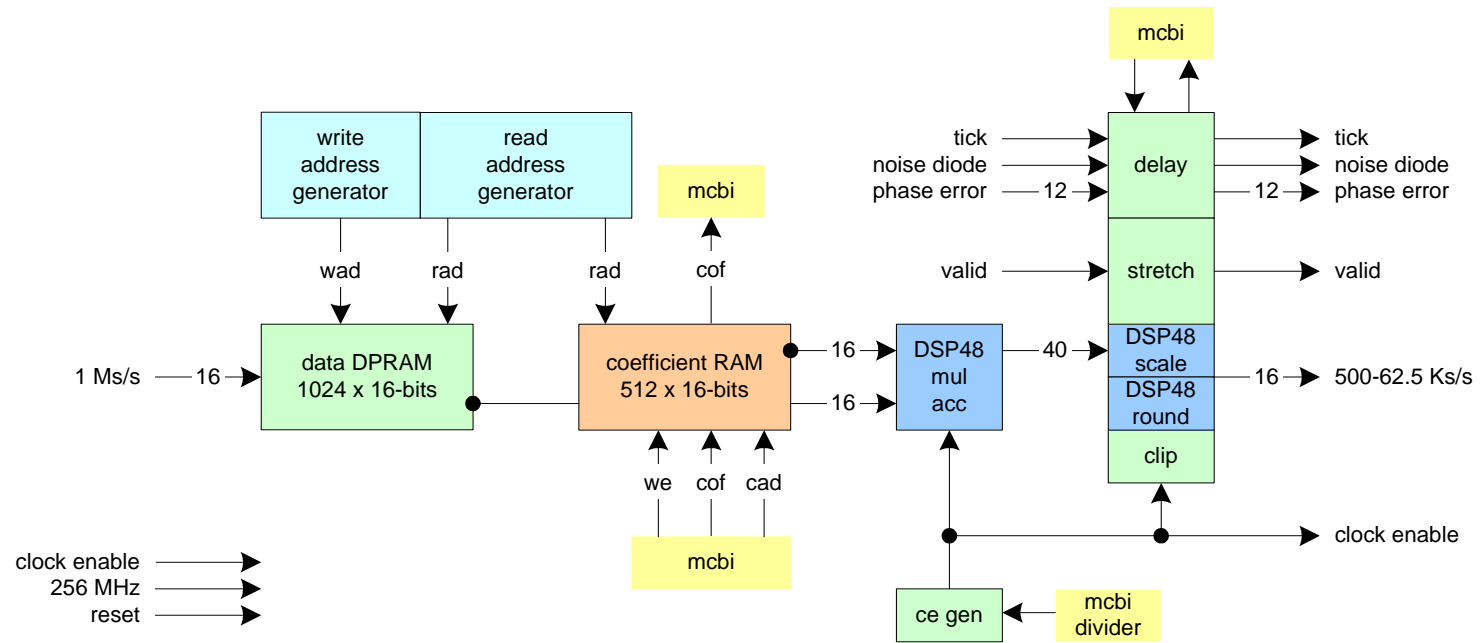 mcbi
write
address
generator
read
address
generator
tick
noise diode
phase error
12
delay
12
tick
noise diode
phase error
mcbi
wad
rad
rad
cof
valid
stretch
valid
1 Ms/s
16
data DPRAM
1024 x 16-bits
coefficient RAM
512 x 16-bits
16
16
DSP48
mul
acc
40
DSP48
scale
DSP48
round
16
500-62.5 Ks/s
clip
we
cof
cad
mcbi
clock enable
clock enable
256 MHz
reset
ce gen
mcbi
divider